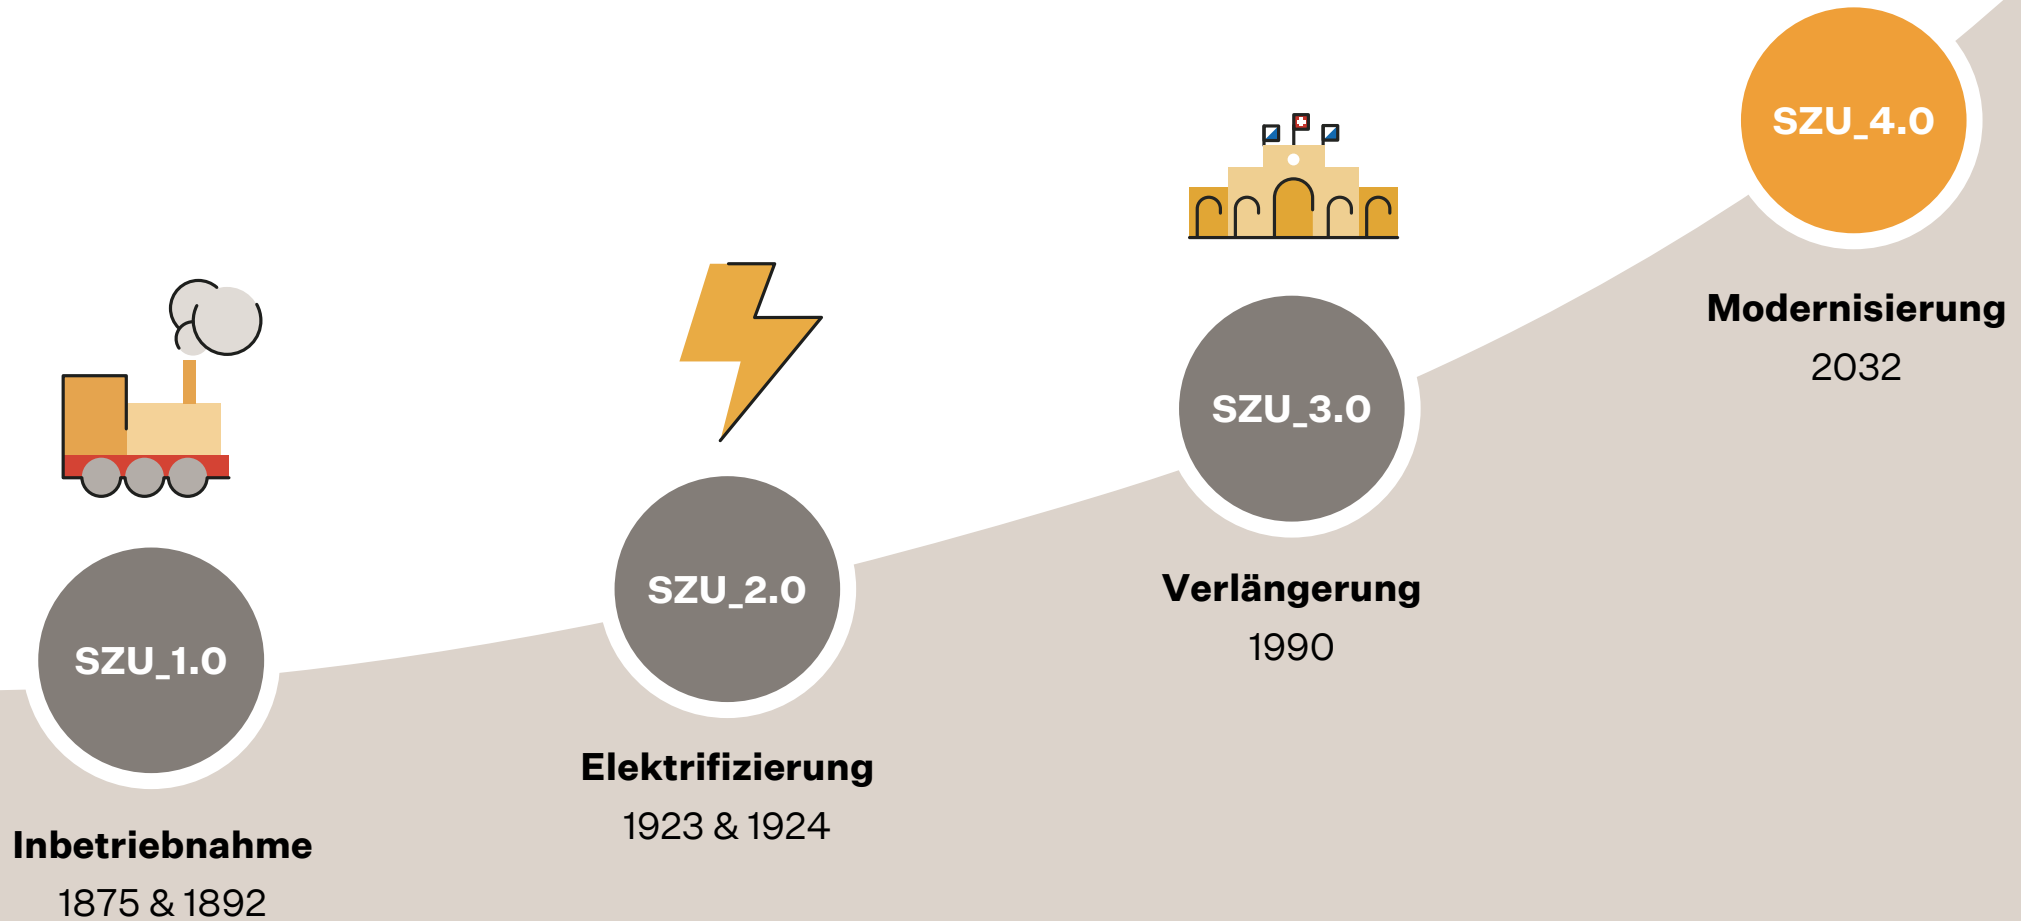 SZU_1.0
Inbetriebnahme
1875 & 1892
SZU_2.0
Elektrifizierung
1923 & 1924
SZU_3.0
Verlängerung
1990
SZU_4.0
Modernisierung
2032